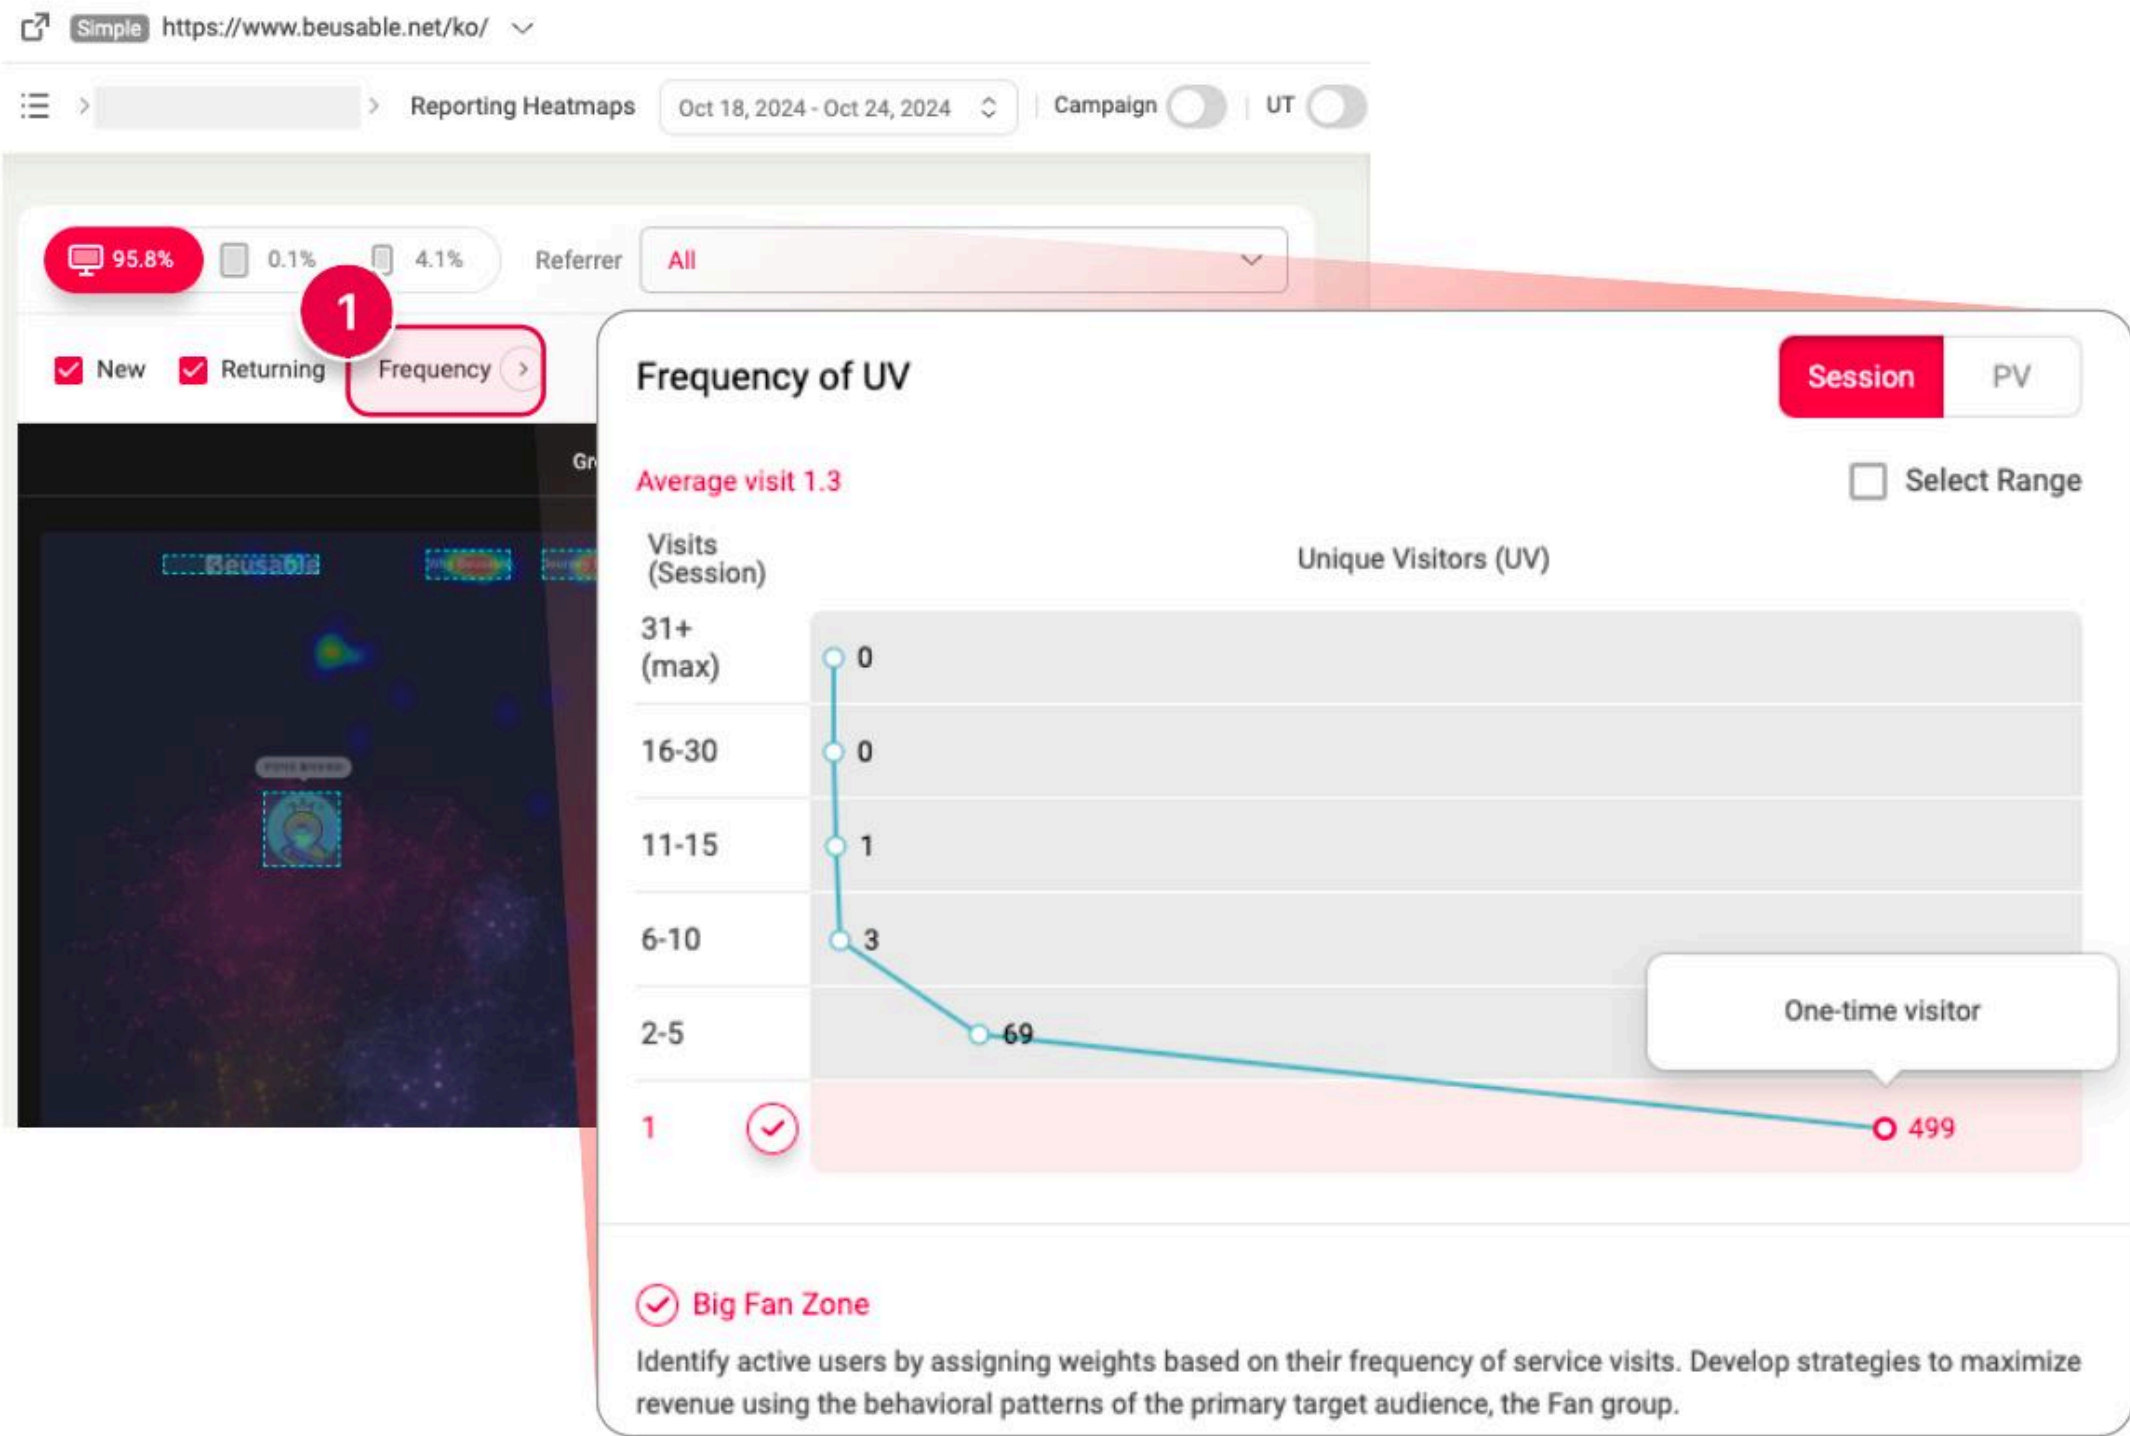 Simple https://www.beusable.net/ko/
Reporting Heatmaps Oct 18, 2024 - Oct 24, 2024 Campaign UT
95.8% 0.1% 4.1% Referrer All
1
New Returning Frequency
Gr
Beusable
Frequency of UV
Session PV
Average visit 1.3
Select Range
Visits
(Session)
Unique Visitors (UV)
31+
(max)
0
16-30 0
11-15 1
6-10 3
2-5 69
One-time visitor
1 499
Big Fan Zone
Identify active users by assigning weights based on their frequency of service visits. Develop strategies to maximize
revenue using the behavioral patterns of the primary target audience, the Fan group.